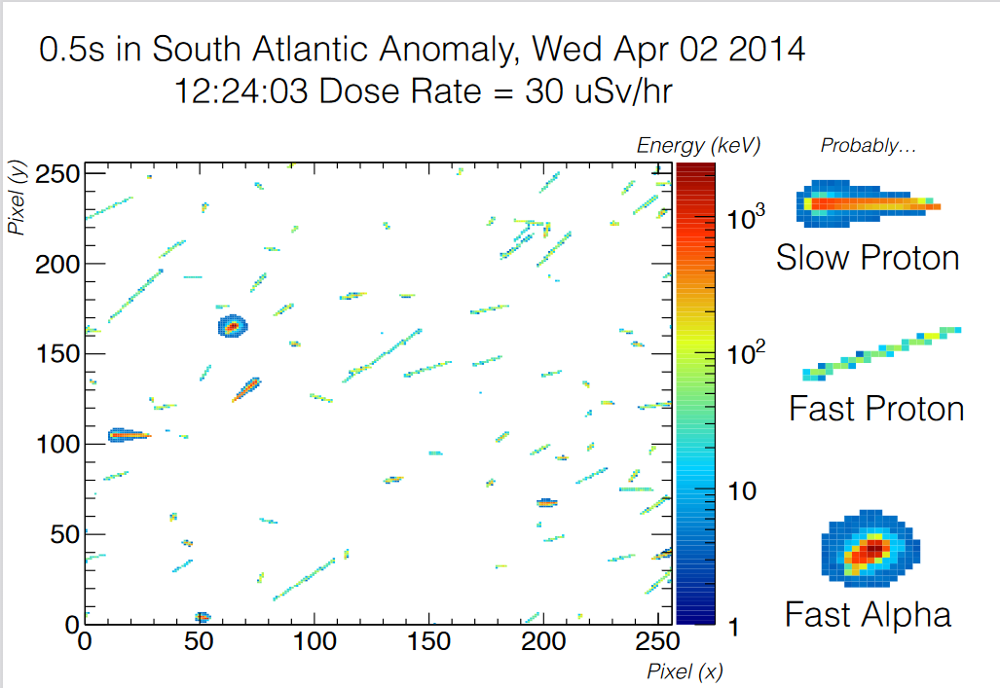 0.5s in South Atlantic Anomaly, Wed Apr 02 2014
12:24:03 Dose Rate = 30 uSv/hr
Energy (keV)
Probably...
Pixel (y)
250
200
150
100
50
0
0 50 100 150 200 250
Pixel (x)
10³
10²
10
1
Slow Proton
Fast Proton
Fast Alpha